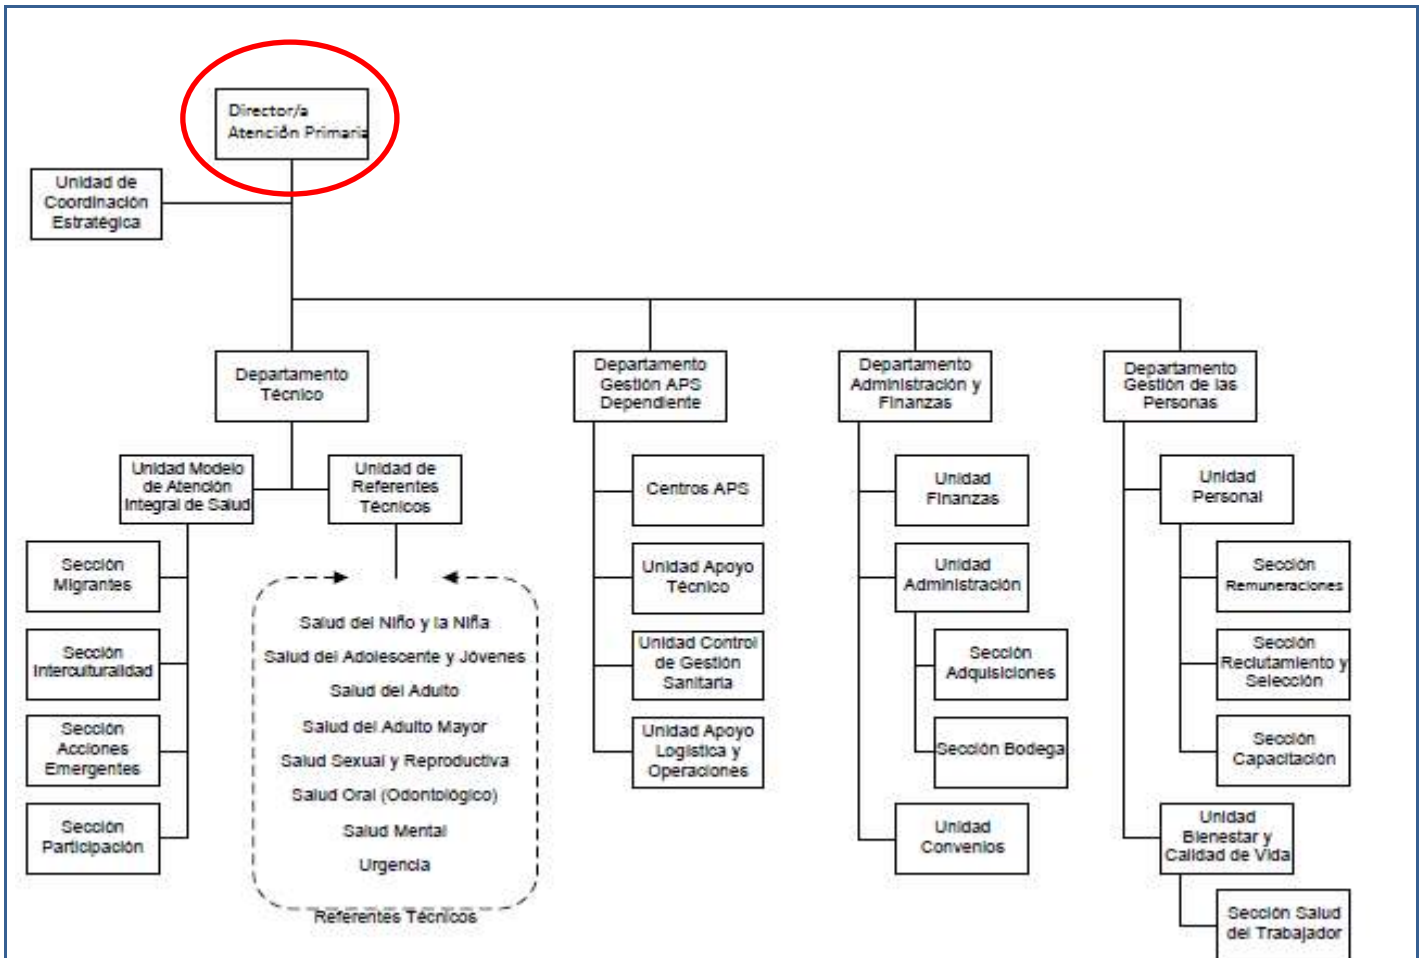 Director/a
Atención Primaria
Unidad de
Coordinación
Estratégica
Departamento
Técnico
Departamento
Gestión APS
Dependiente
Departamento
Administración y
Finanzas
Departamento
Gestión de las
Personas
Unidad Modelo
de Atención
Integral de Salud
Unidad de
Referentes
Técnicos
Sección
Migrantes
Sección
Interculturalidad
Sección
Acciones
Emergentes
Sección
Participación
Salud del Niño y la Niña
Salud del Adolescente y Jóvenes
Salud del Adulto
Salud del Adulto Mayor
Salud Sexual y Reproductiva
Salud Oral (Odontológico)
Salud Mental
Urgencia
Referentes Técnicos
Centros APS
Unidad Apoyo
Técnico
Unidad Control
de Gestión
Sanitaria
Unidad Apoyo
Logística y
Operaciones
Unidad
Finanzas
Unidad
Administración
Sección
Adquisiciones
Sección Bodega
Unidad
Convenios
Unidad
Personal
Sección
Remuneraciones
Sección
Reclutamiento y
Selección
Sección
Capacitación
Unidad
Bienestar y
Calidad de Vida
Sección Salud
del Trabajador